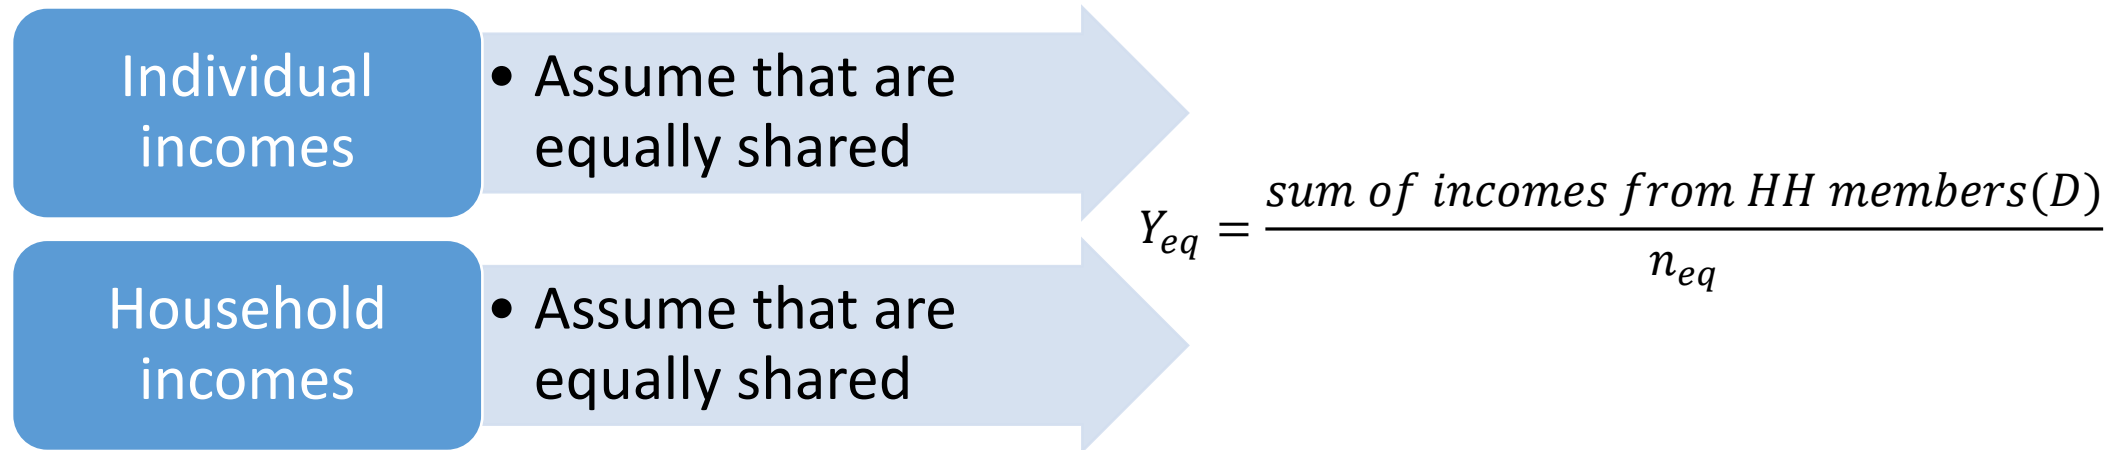 Individual
incomes
• Assume that are
equally shared
Household
incomes
• Assume that are
equally shared
Y_eq = sum of incomes from HH members(D) / n_eq